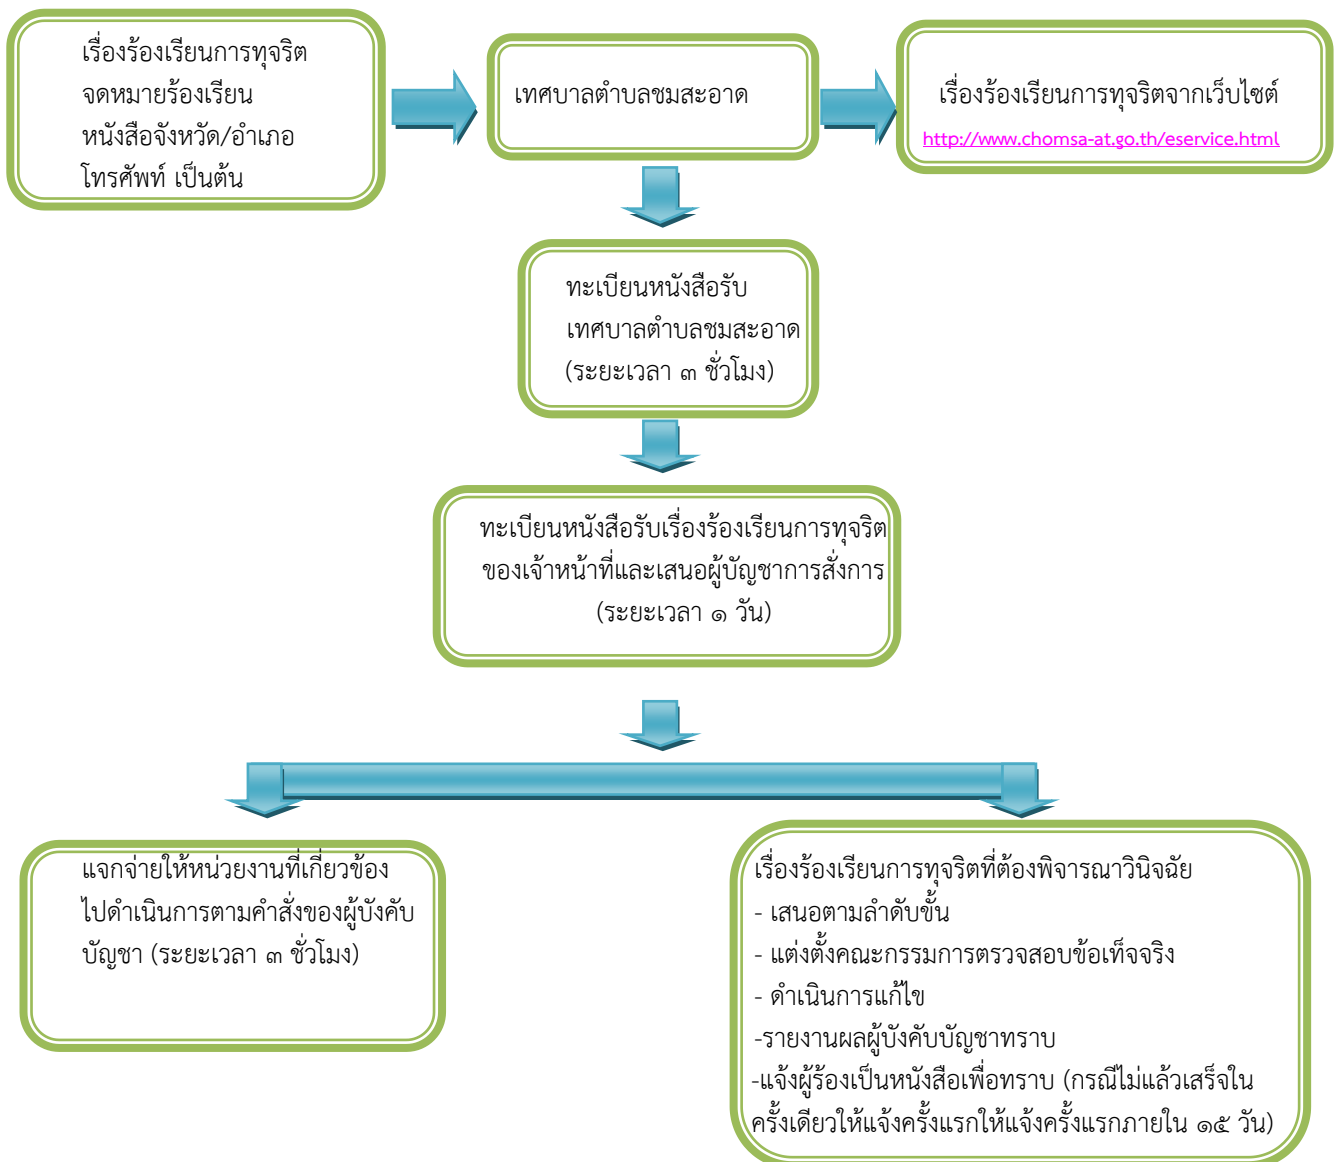 เรื่องร้องเรียนการทุจริต
จดหมายร้องเรียน
หนังสือจังหวัด/อำเภอ
โทรศัพท์ เป็นต้น
เทศบาลตำบลชมสะอาด
เรื่องร้องเรียนการทุจริตจากเว็บไซต์
http://www.chomsa-at.go.th/eservice.html
ทะเบียนหนังสือรับ
เทศบาลตำบลชมสะอาด
(ระยะเวลา ๓ ชั่วโมง)
ทะเบียนหนังสือรับเรื่องร้องเรียนการทุจริต
ของเจ้าหน้าที่และเสนอผู้บัญชาการสั่งการ
(ระยะเวลา ๑ วัน)
แจกจ่ายให้หน่วยงานที่เกี่ยวข้อง
ไปดำเนินการตามคำสั่งของผู้บังคับ
บัญชา (ระยะเวลา ๓ ชั่วโมง)
เรื่องร้องเรียนการทุจริตที่ต้องพิจารณาวินิจฉัย
- เสนอตามลำดับขั้น
- แต่งตั้งคณะกรรมการตรวจสอบข้อเท็จจริง
- ดำเนินการแก้ไข
-รายงานผลผู้บังคับบัญชาทราบ
-แจ้งผู้ร้องเป็นหนังสือเพื่อทราบ (กรณีไม่แล้วเสร็จใน
ครั้งเดียวให้แจ้งครั้งแรกให้แจ้งครั้งแรกภายใน ๑๕ วัน)